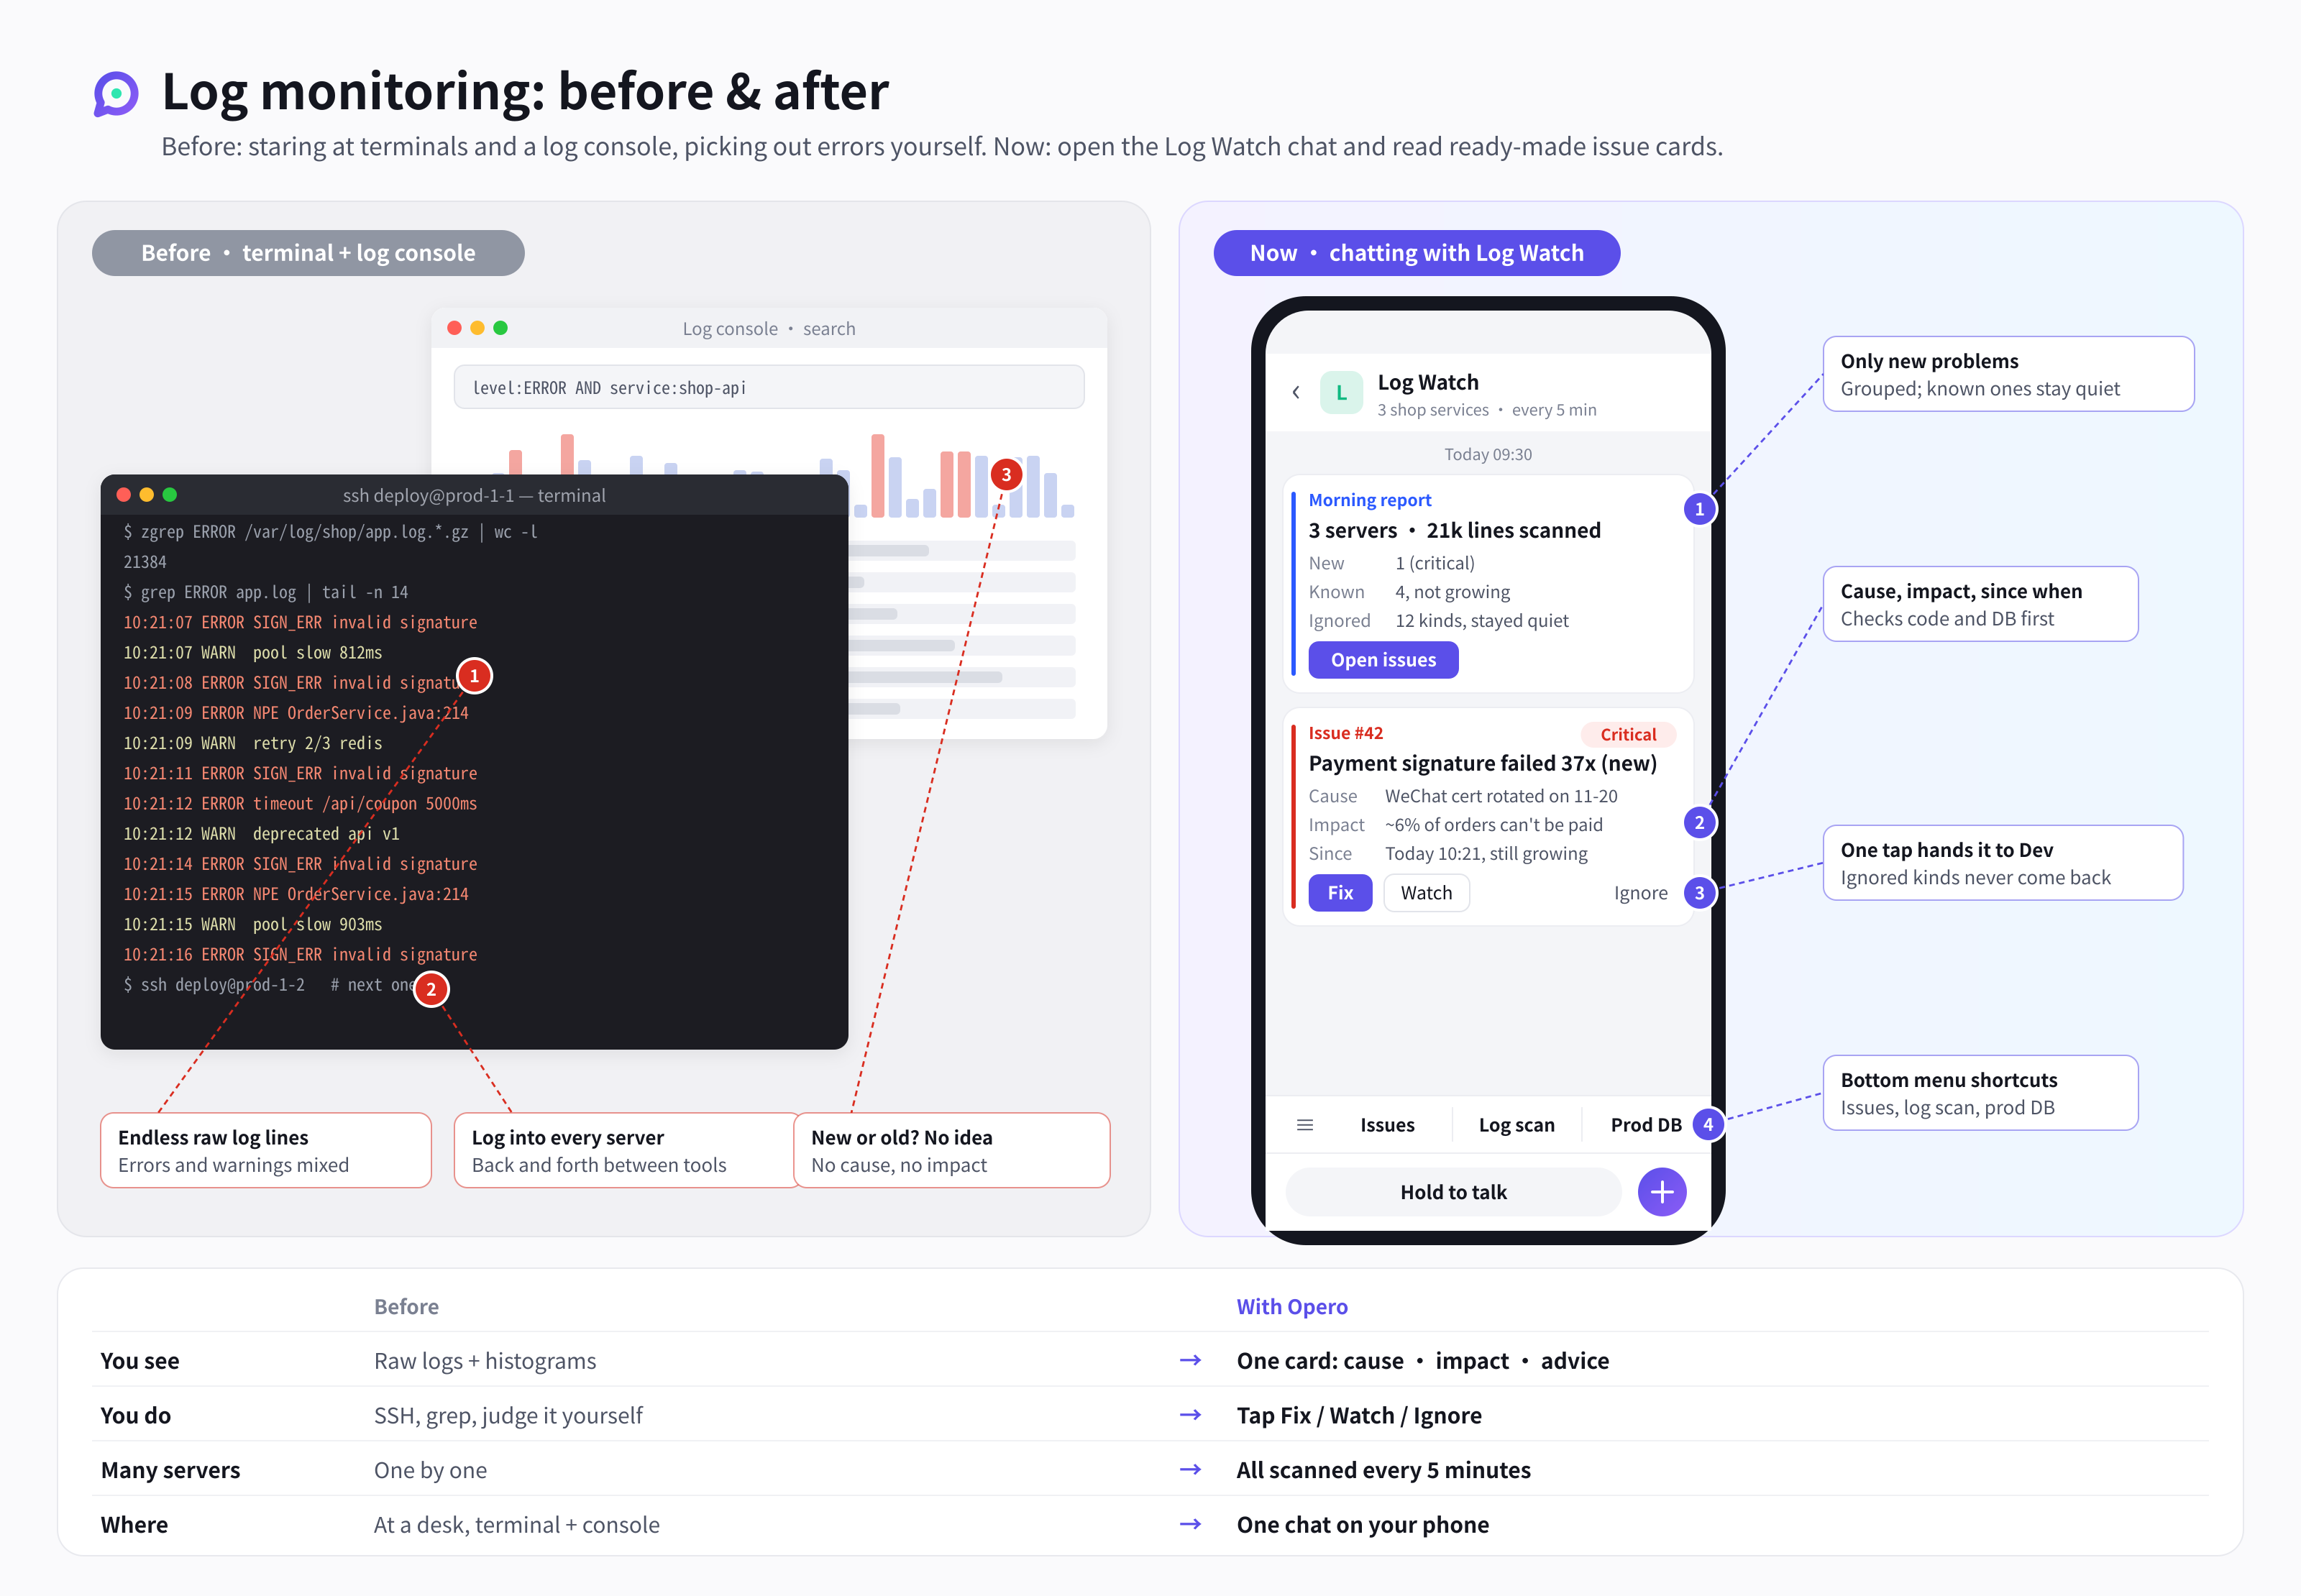 Log monitoring: before & after
Before: staring at terminals and a log console, picking out errors yourself. Now: open the Log Watch chat and read ready-made issue cards.
Before • terminal + log console
Log console • search
level:ERROR AND service:shop-api
3
ssh deploy@prod-1-1 — terminal
$ zgrep ERROR /var/log/shop/app.log.*.gz | wc -l
21384
$ grep ERROR app.log | tail -n 14
10:21:07 ERROR SIGN_ERR invalid signature
10:21:07 WARN  pool slow 812ms
10:21:08 ERROR SIGN_ERR invalid signatu
1
10:21:09 ERROR NPE OrderService.java:214
10:21:09 WARN  retry 2/3 redis
10:21:11 ERROR SIGN_ERR invalid signature
10:21:12 ERROR timeout /api/coupon 5000ms
10:21:12 WARN  deprecated api v1
10:21:14 ERROR SIGN_ERR invalid signature
10:21:15 ERROR NPE OrderService.java:214
10:21:15 WARN  pool slow 903ms
10:21:16 ERROR SIGN_ERR invalid signature
$ ssh deploy@prod-1-2   # next one
2
Endless raw log lines
Errors and warnings mixed
Log into every server
Back and forth between tools
New or old? No idea
No cause, no impact
Now • chatting with Log Watch
L
Log Watch
3 shop services • every 5 min
Today 09:30
Morning report
1
3 servers • 21k lines scanned
New 1 (critical)
Known 4, not growing
Ignored 12 kinds, stayed quiet
Open issues
Issue #42
Critical
Payment signature failed 37x (new)
Cause WeChat cert rotated on 11-20
Impact ~6% of orders can't be paid
2
Since Today 10:21, still growing
Fix
Watch
Ignore
3
Issues
Log scan
Prod DB
4
Hold to talk
Only new problems
Grouped; known ones stay quiet
Cause, impact, since when
Checks code and DB first
One tap hands it to Dev
Ignored kinds never come back
Bottom menu shortcuts
Issues, log scan, prod DB
Before
With Opero
You see
Raw logs + histograms
→ One card: cause • impact • advice
You do
SSH, grep, judge it yourself
→ Tap Fix / Watch / Ignore
Many servers
One by one
→ All scanned every 5 minutes
Where
At a desk, terminal + console
→ One chat on your phone